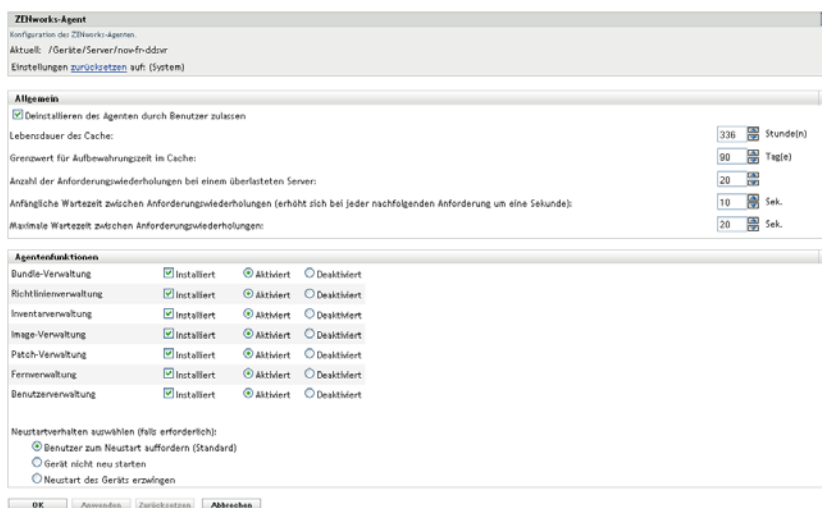 ZENworks-Agent
Konfiguration des ZENworks-Agenten.
Aktuell: /Geräte/Server/nov-fr-ddsvr
Einstellungen zurücksetzen auf: (System)
Allgemein
Deinstallieren des Agenten durch Benutzer zulassen
Lebensdauer des Cache: 336 Stunde(n)
Grenzwert für Aufbewahrungszeit im Cache: 90 Tag(e)
Anzahl der Anforderungswiederholungen bei einem überlasteten Server: 20
Anfängliche Wartezeit zwischen Anforderungswiederholungen (erhöht sich bei jeder nachfolgenden Anforderung um eine Sekunde): 10 Sek.
Maximale Wartezeit zwischen Anforderungswiederholungen: 20 Sek.
Agentenfunktionen
Bundle-Verwaltung Installiert Aktiviert Deaktiviert
Richtlinienverwaltung Installiert Aktiviert Deaktiviert
Inventarverwaltung Installiert Aktiviert Deaktiviert
Image-Verwaltung Installiert Aktiviert Deaktiviert
Patch-Verwaltung Installiert Aktiviert Deaktiviert
Fernverwaltung Installiert Aktiviert Deaktiviert
Benutzerverwaltung Installiert Aktiviert Deaktiviert
Neustartverhalten auswählen (falls erforderlich):
Benutzer zum Neustart auffordern (Standard)
Gerät nicht neu starten
Neustart des Geräts erzwingen
OK Anwenden Zurücksetzen Abbrechen